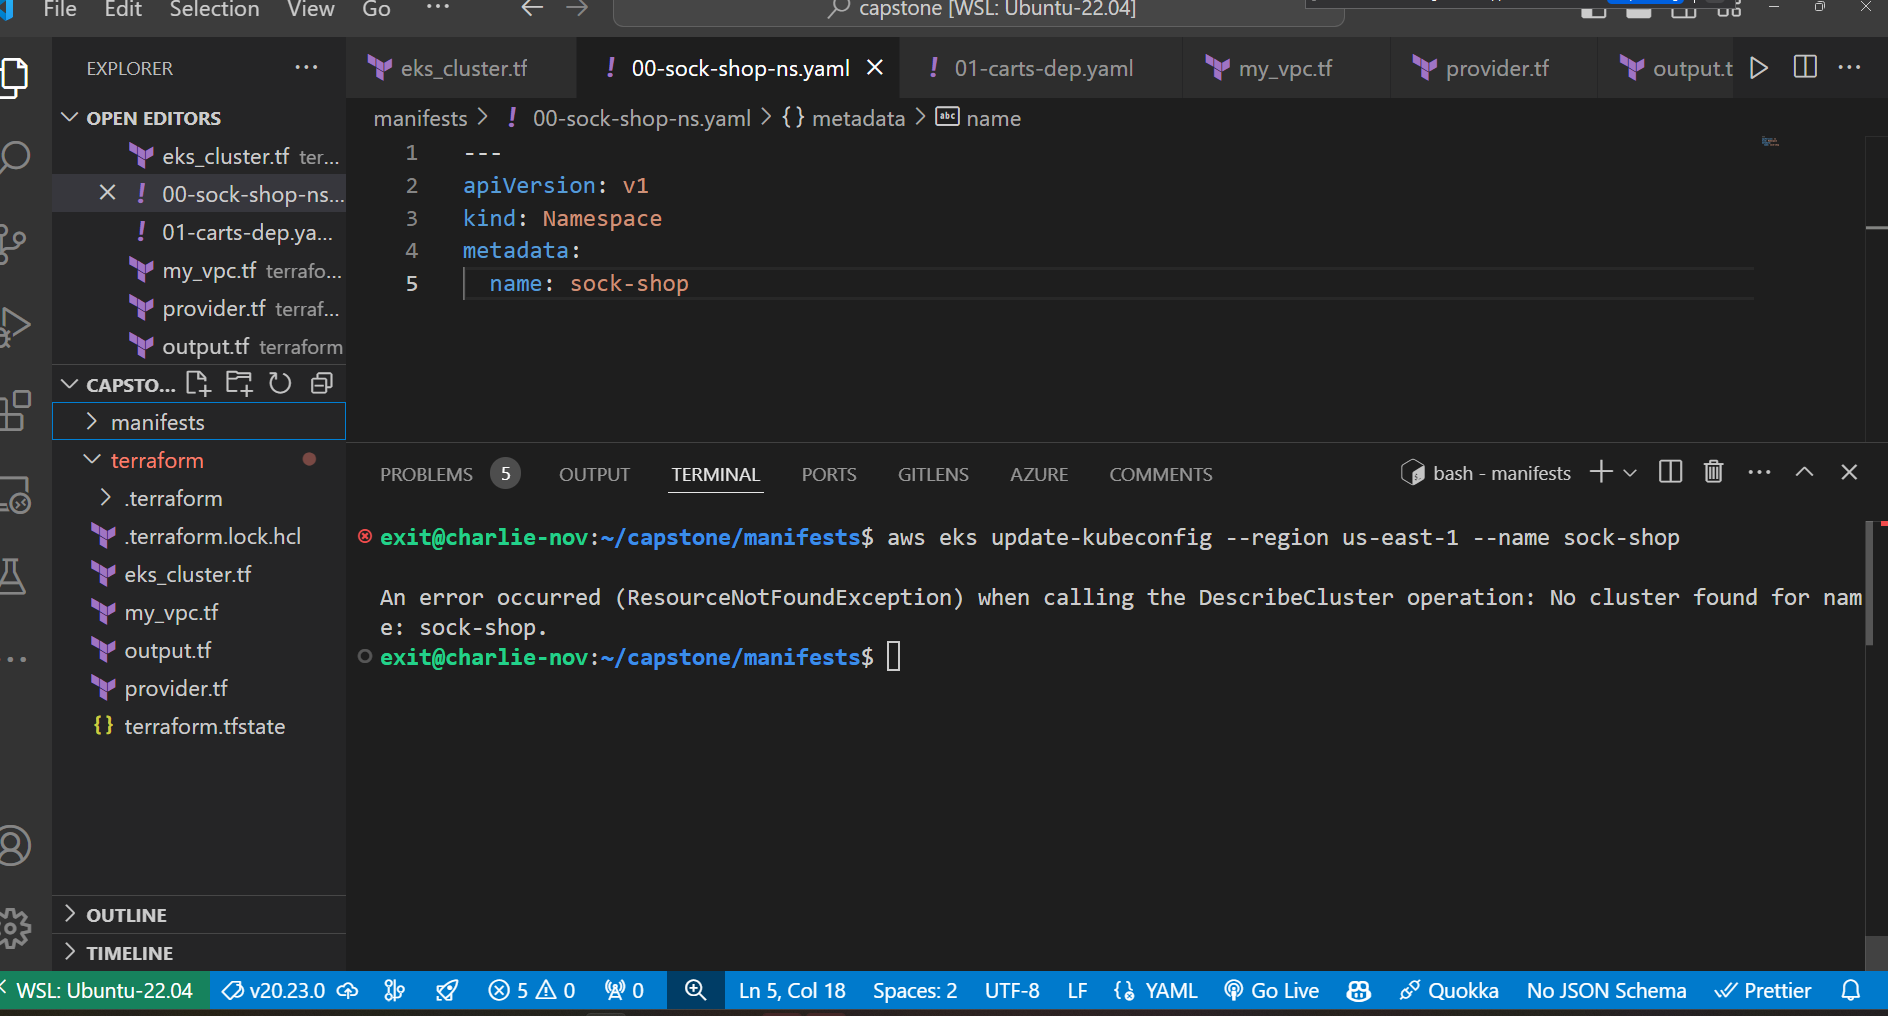 File Edit Selection View Go ···
capstone [WSL: Ubuntu-22.04]
EXPLORER ···
eks_cluster.tf
! 00-sock-shop-ns.yaml
! 01-carts-dep.yaml
my_vpc.tf
provider.tf
output.t
OPEN EDITORS
eks_cluster.tf ter...
! 00-sock-shop-ns...
! 01-carts-dep.ya...
my_vpc.tf terrafo...
provider.tf terraf...
output.tf terraform
CAPSTO...
manifests
terraform
.terraform
.terraform.lock.hcl
eks_cluster.tf
my_vpc.tf
output.tf
provider.tf
{} terraform.tfstate
OUTLINE
TIMELINE
manifests > ! 00-sock-shop-ns.yaml > {} metadata > abc name
1 ---
2 apiVersion: v1
3 kind: Namespace
4 metadata:
5 name: sock-shop
PROBLEMS 5 OUTPUT TERMINAL PORTS GITLENS AZURE COMMENTS
bash - manifests
exit@charlie-nov:~/capstone/manifests$ aws eks update-kubeconfig --region us-east-1 --name sock-shop
An error occurred (ResourceNotFoundException) when calling the DescribeCluster operation: No cluster found for nam
e: sock-shop.
exit@charlie-nov:~/capstone/manifests$
WSL: Ubuntu-22.04 v20.23.0 5 0 0 Ln 5, Col 18 Spaces: 2 UTF-8 LF YAML Go Live Quokka No JSON Schema Prettier